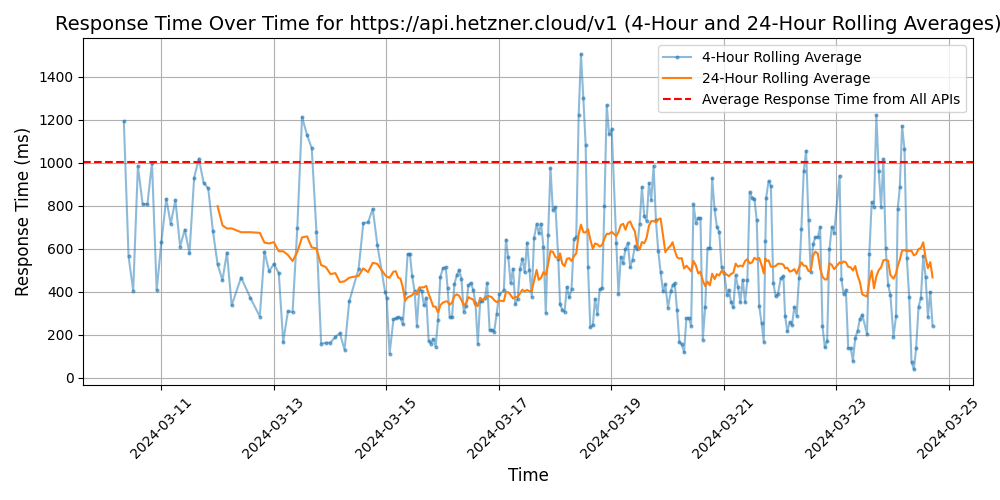 Response Time Over Time for https://api.hetzner.cloud/v1 (4-Hour and 24-Hour Rolling Averages)
4-Hour Rolling Average
24-Hour Rolling Average
Average Response Time from All APIs
Response Time (ms)
1400
1200
1000
800
600
400
200
0
2024-03-11
2024-03-13
2024-03-15
2024-03-17
2024-03-19
2024-03-21
2024-03-23
2024-03-25
Time